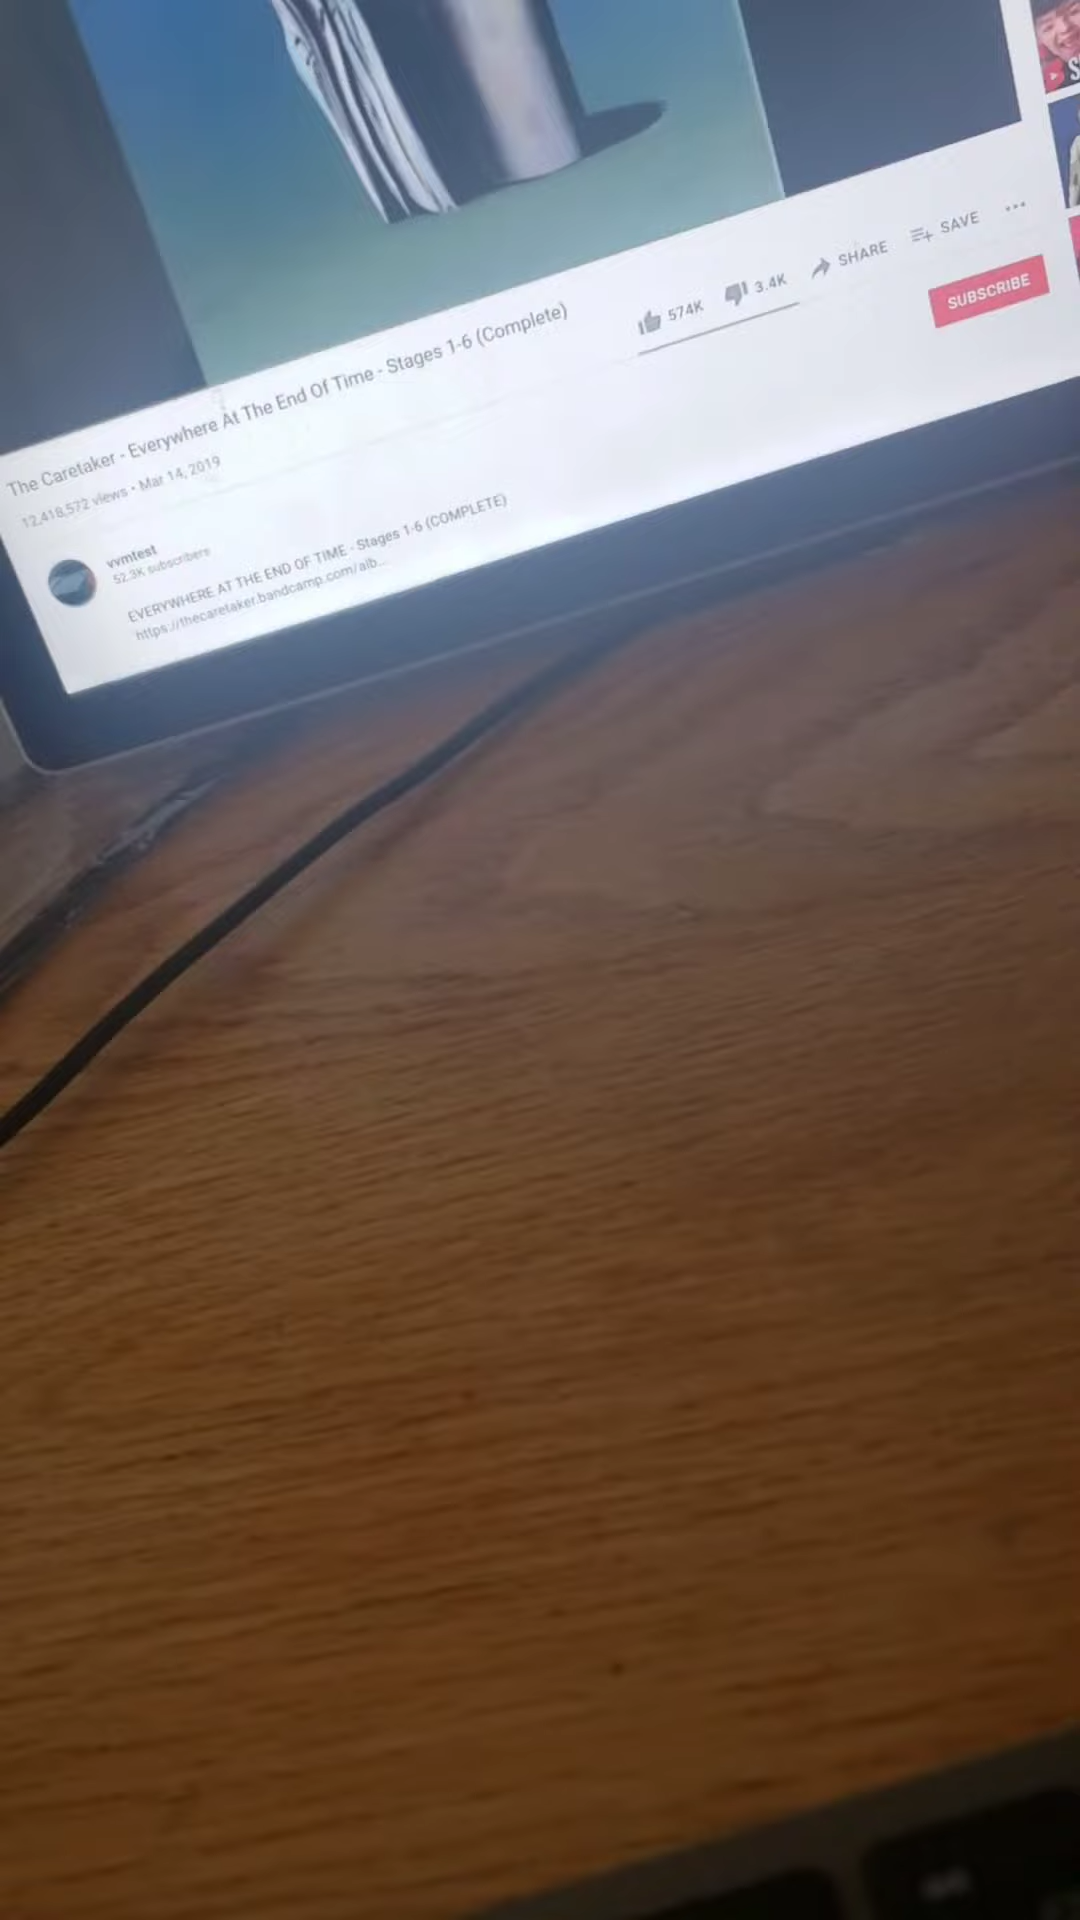 574K 3.4K SHARE SAVE
SUBSCRIBE
The Caretaker - Everywhere At The End Of Time - Stages 1-6 (Complete)
12,418,572 views • Mar 14, 2019
vvmtest
52.3K subscribers
EVERYWHERE AT THE END OF TIME - Stages 1-6 (COMPLETE)
https://thecaretaker.bandcamp.com/alb...